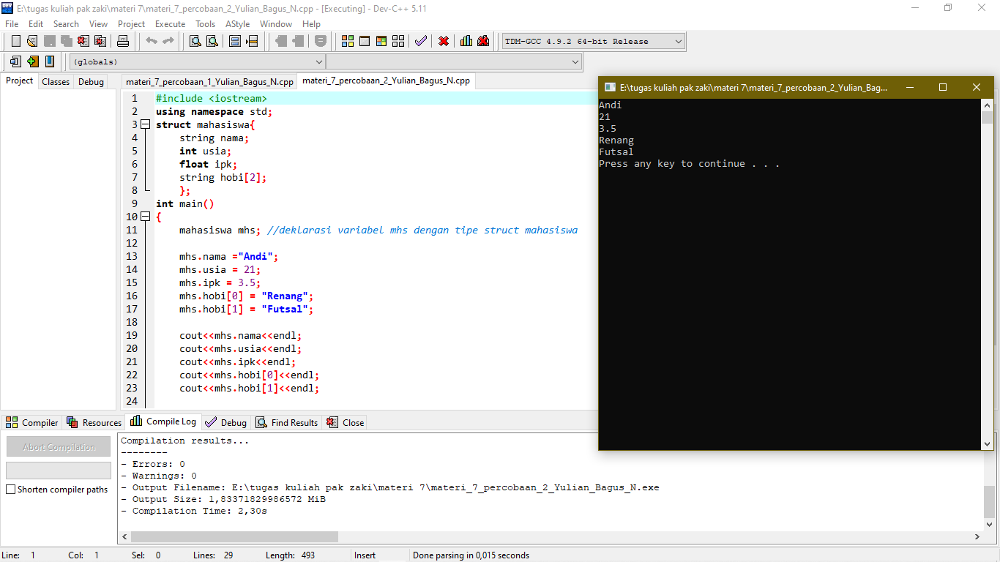 E:\tugas kuliah pak zaki\materi 7\materi_7_percobaan_2_Yulian_Bagus_N.cpp - [Executing] - Dev-C++ 5.11
File Edit Search View Project Execute Tools AStyle Window Help
TDM-GCC 4.9.2 64-bit Release
(globals)
Project Classes Debug
materi_7_percobaan_1_Yulian_Bagus_N.cpp materi_7_percobaan_2_Yulian_Bagus_N.cpp
1 #include <iostream>
2 using namespace std;
3 struct mahasiswa{
4 string nama;
5 int usia;
6 float ipk;
7 string hobi[2];
8 };
9 int main()
10 {
11 mahasiswa mhs; //deklarasi variabel mhs dengan tipe struct mahasiswa
12
13 mhs.nama ="Andi";
14 mhs.usia = 21;
15 mhs.ipk = 3.5;
16 mhs.hobi[0] = "Renang";
17 mhs.hobi[1] = "Futsal";
18
19 cout<<mhs.nama<<endl;
20 cout<<mhs.usia<<endl;
21 cout<<mhs.ipk<<endl;
22 cout<<mhs.hobi[0]<<endl;
23 cout<<mhs.hobi[1]<<endl;
24
E:\tugas kuliah pak zaki\materi 7\materi_7_percobaan_2_Yulian_Bag...
Andi
21
3.5
Renang
Futsal
Press any key to continue . . .
Compiler Resources Compile Log Debug Find Results Close
Abort Compilation
Shorten compiler paths
Compilation results...
--------
- Errors: 0
- Warnings: 0
- Output Filename: E:\tugas kuliah pak zaki\materi 7\materi_7_percobaan_2_Yulian_Bagus_N.exe
- Output Size: 1,83371829986572 MiB
- Compilation Time: 2,30s
Line: 1 Col: 1 Sel: 0 Lines: 29 Length: 493 Insert Done parsing in 0,015 seconds